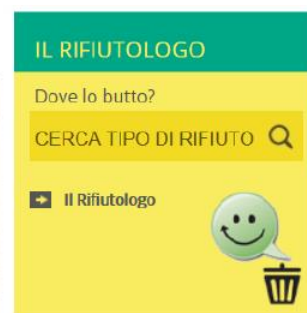 IL RIFIUTOLOGO
Dove lo butto?
CERCA TIPO DI RIFIUTO
Il Rifiutologo